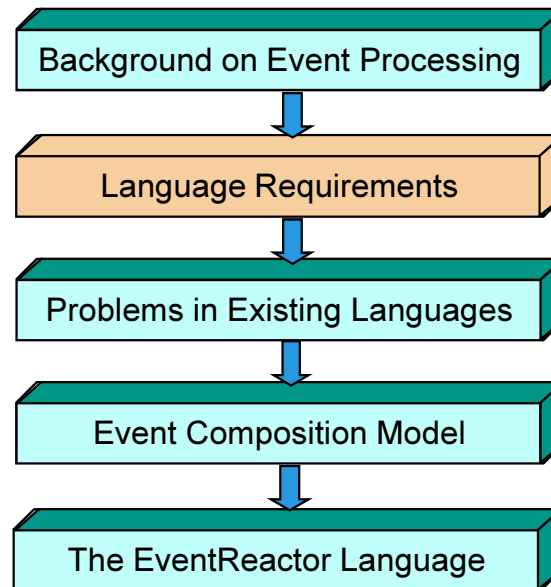 Background on Event Processing
Language Requirements
Problems in Existing Languages
Event Composition Model
The EventReactor Language